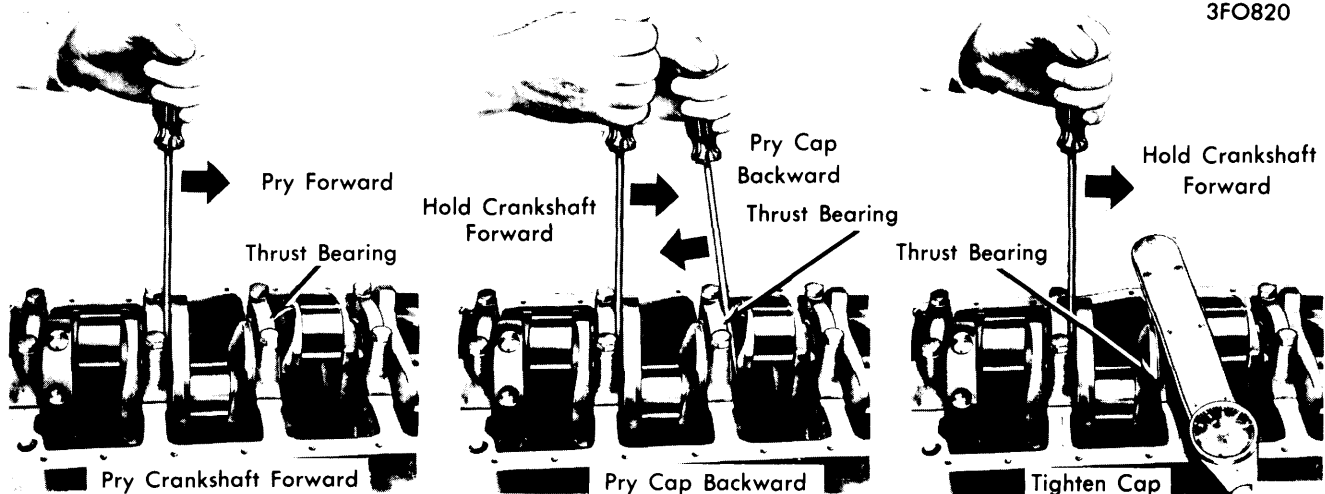 3FO820
Pry Forward
Thrust Bearing
Pry Crankshaft Forward
Hold Crankshaft
Forward
Pry Cap
Backward
Thrust Bearing
Pry Cap Backward
Hold Crankshaft
Forward
Thrust Bearing
Tighten Cap